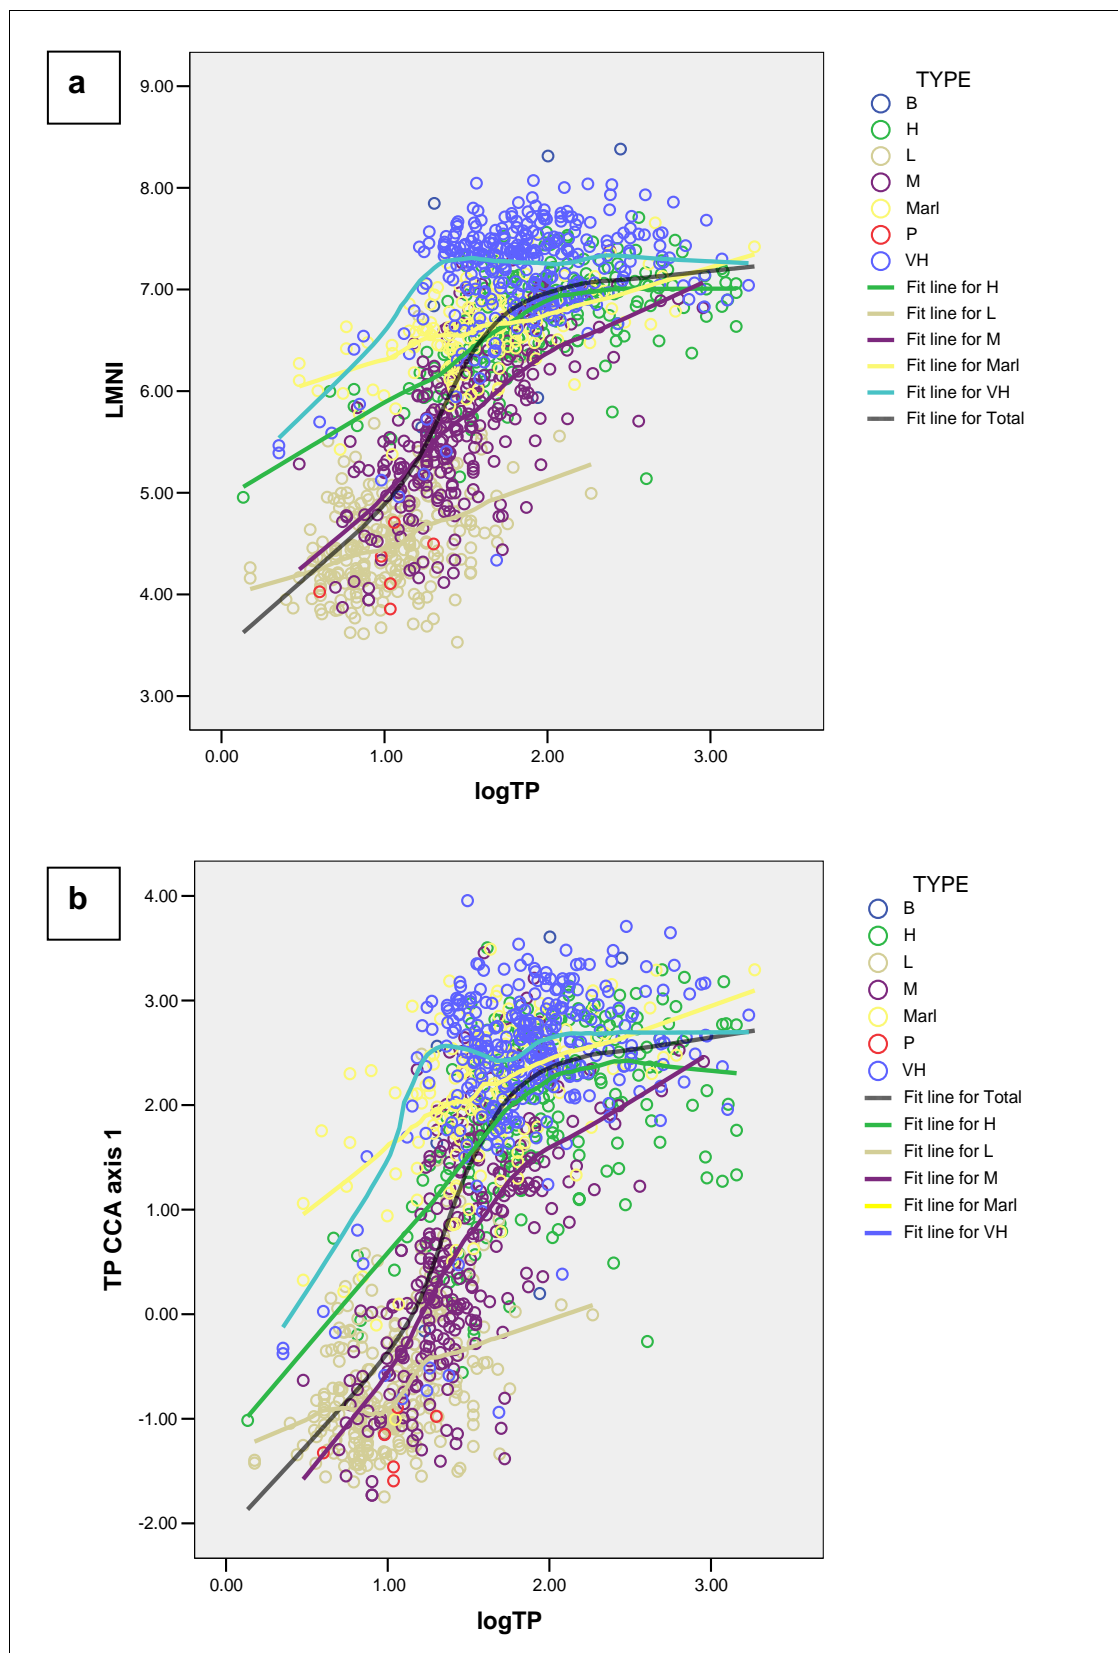 a
9.00
8.00
7.00
6.00
5.00
4.00
3.00
LMNI
0.00 1.00 2.00 3.00
logTP
TYPE
B
H
L
M
Marl
P
VH
Fit line for H
Fit line for L
Fit line for M
Fit line for Marl
Fit line for VH
Fit line for Total
b
4.00
3.00
2.00
1.00
0.00
-1.00
-2.00
TP CCA axis 1
0.00 1.00 2.00 3.00
logTP
TYPE
B
H
L
M
Marl
P
VH
Fit line for Total
Fit line for H
Fit line for L
Fit line for M
Fit line for Marl
Fit line for VH